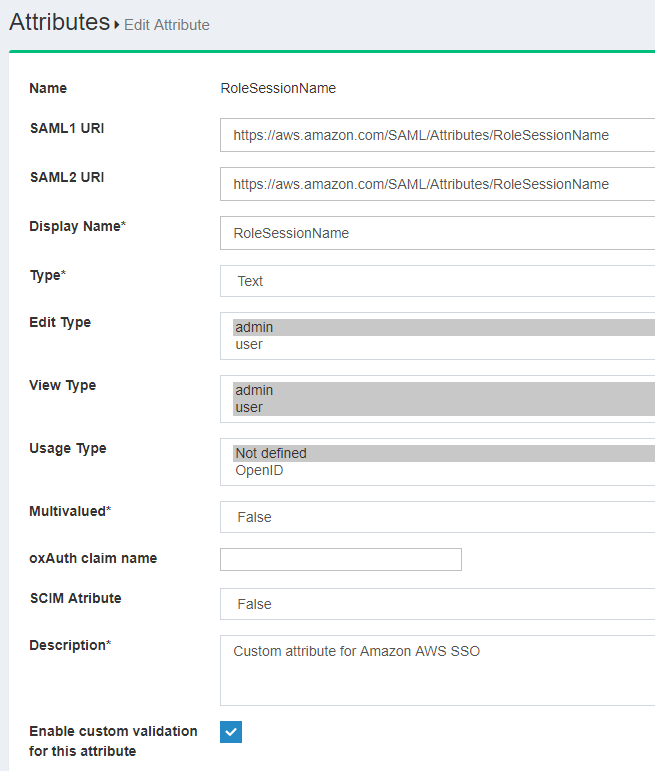 Attributes ▸ Edit Attribute
Name RoleSessionName
SAML1 URI https://aws.amazon.com/SAML/Attributes/RoleSessionName
SAML2 URI https://aws.amazon.com/SAML/Attributes/RoleSessionName
Display Name* RoleSessionName
Type* Text
Edit Type admin
user
View Type admin
user
Usage Type Not defined
OpenID
Multivalued* False
oxAuth claim name
SCIM Atribute False
Description* Custom attribute for Amazon AWS SSO
Enable custom validation
for this attribute